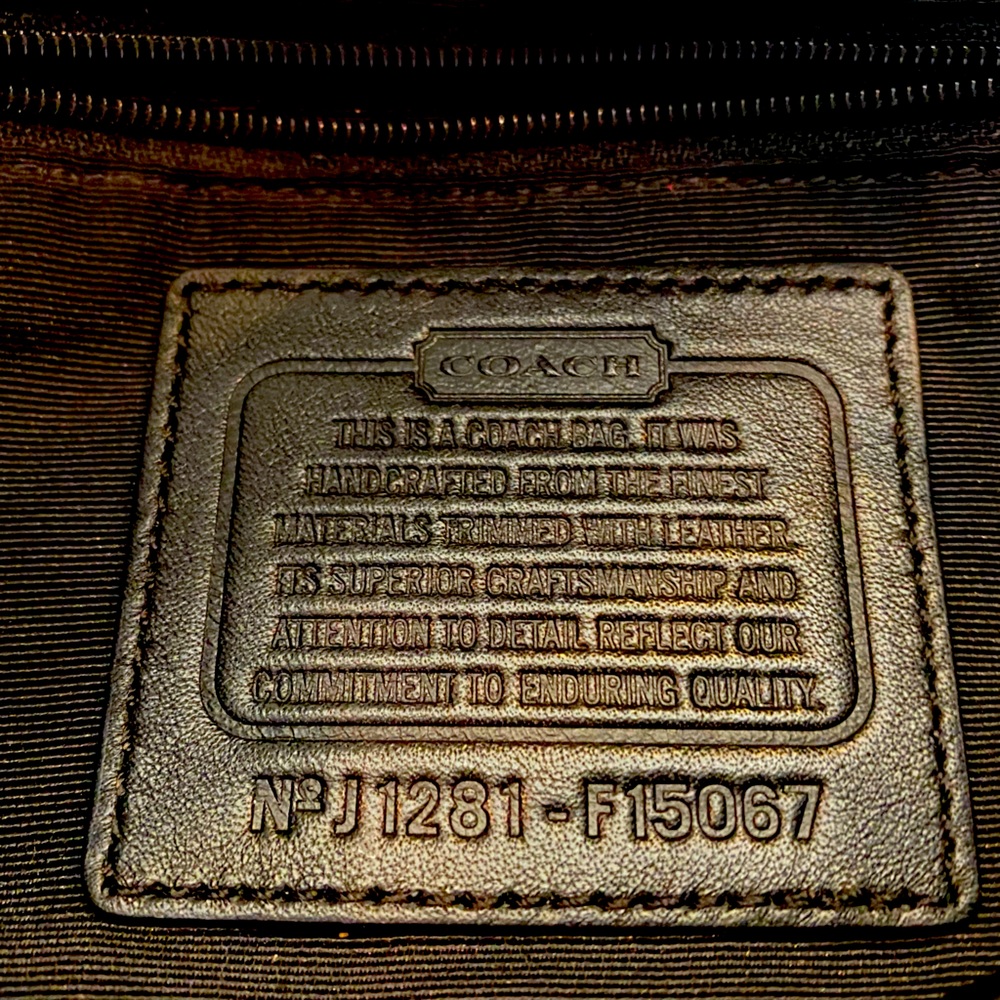 COACH
THIS IS A COACH BAG. IT WAS
HANDCRAFTED FROM THE FINEST
MATERIALS TRIMMED WITH LEATHER.
ITS SUPERIOR CRAFTSMANSHIP AND
ATTENTION TO DETAIL REFLECT OUR
COMMITMENT TO ENDURING QUALITY.
Nº J1281-F15067